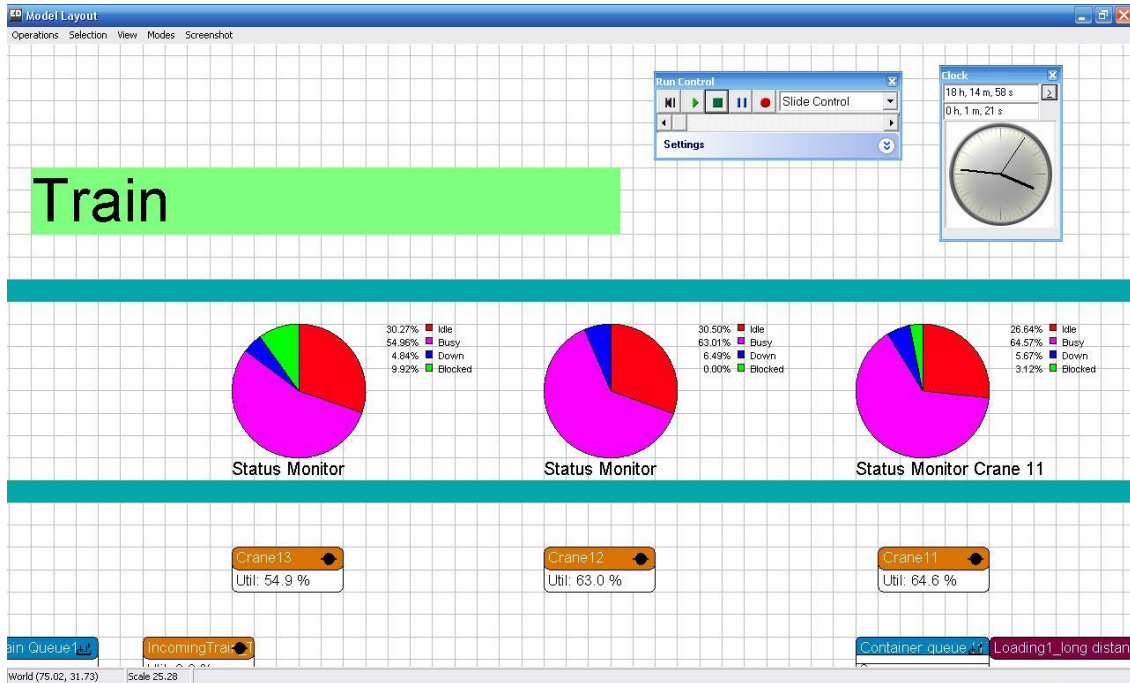 ED Model Layout
Operations Selection View Modes Screenshot
Run Control
Slide Control
Settings
Clock
18 h, 14 m, 58 s
0 h, 1 m, 21 s
Train
30.27% Idle
54.96% Busy
4.84% Down
9.92% Blocked
Status Monitor
30.50% Idle
63.01% Busy
6.49% Down
0.00% Blocked
Status Monitor
26.64% Idle
64.57% Busy
5.67% Down
3.12% Blocked
Status Monitor Crane 11
Crane13
Util: 54.9 %
Crane12
Util: 63.0 %
Crane11
Util: 64.6 %
ain Queue1
IncomingTrai
Container queue
Loading1_long distan
World (75.02, 31.73) Scale 25.28